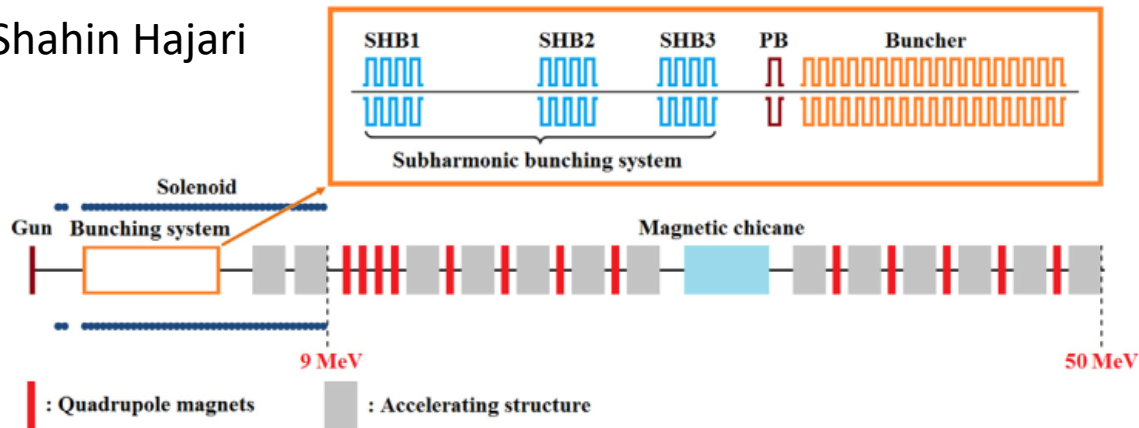 Shahin Hajari
SHB1 SHB2 SHB3 PB Buncher
Subharmonic bunching system
Solenoid
Gun Bunching system Magnetic chicane
9 MeV 50 MeV
: Quadrupole magnets : Accelerating structure